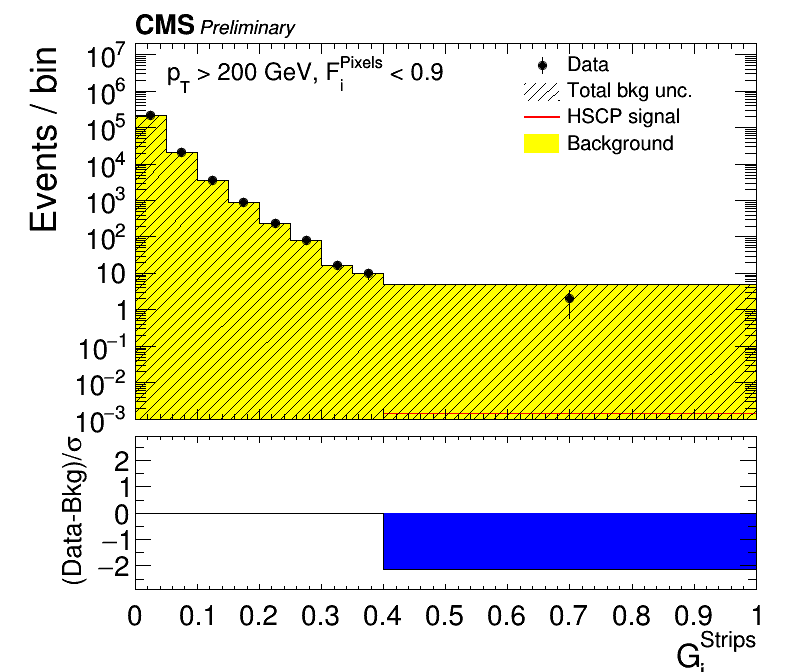 CMS Preliminary
p_T > 200 GeV, F_i^Pixels < 0.9
Data
Total bkg unc.
HSCP signal
Background
Events / bin
10^7
10^6
10^5
10^4
10^3
10^2
10
1
10^−1
10^−2
10^−3
(Data-Bkg)/σ
2
1
0
−1
−2
0 0.1 0.2 0.3 0.4 0.5 0.6 0.7 0.8 0.9 1
G_i^Strips